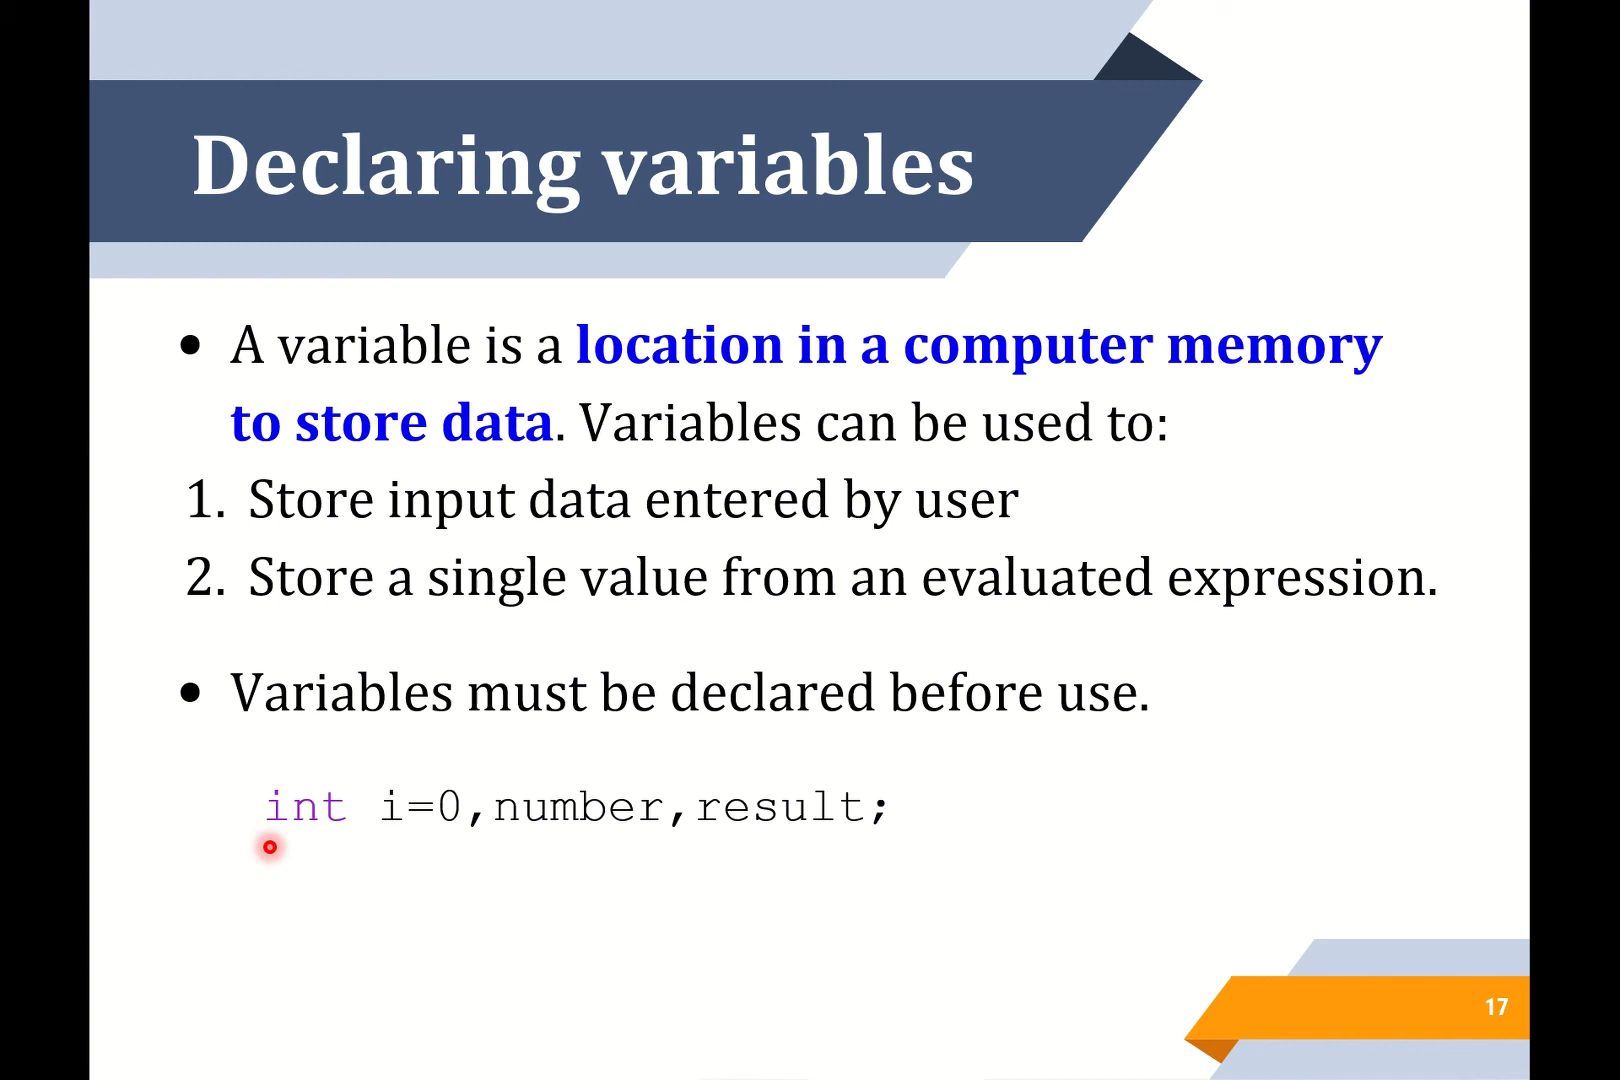 Declaring variables
• A variable is a location in a computer memory
to store data. Variables can be used to:
1. Store input data entered by user
2. Store a single value from an evaluated expression.
• Variables must be declared before use.
int i=0,number,result;
17